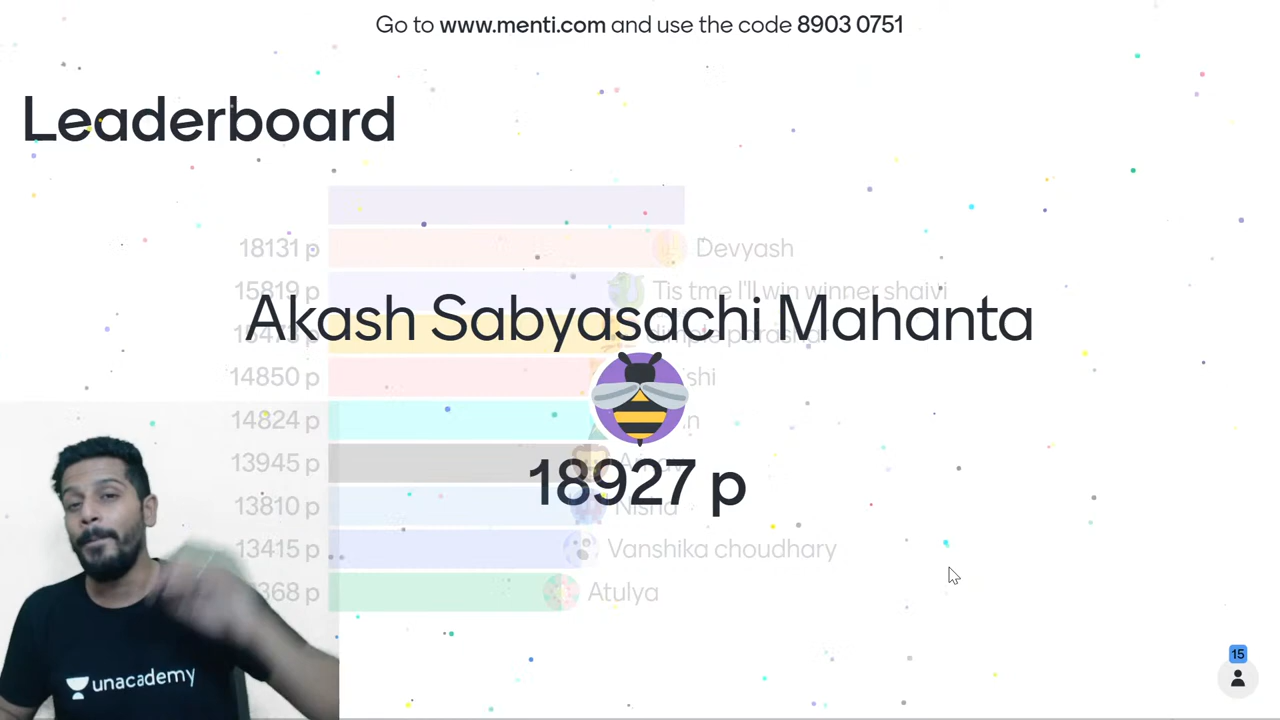 Go to www.menti.com and use the code 8903 0751
Leaderboard
18131 p Devyash
15819 p Tis tme I'll win winner shaivi
Akash Sabyasachi Mahanta
14850 p
14824 p
13945 p
18927 p
13810 p Nisha
13415 p Vanshika choudhary
Atulya
unacademy
15